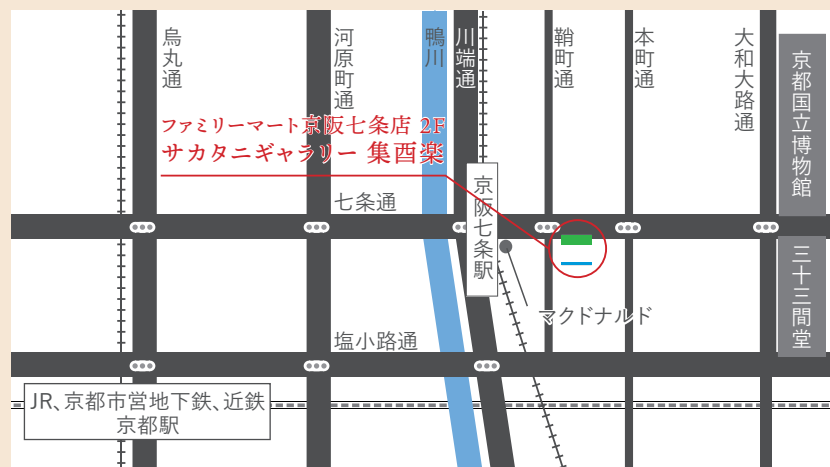 烏丸通
河原町通
鴨川
川端通
鞘町通
本町通
大和大路通
京都国立博物館
ファミリーマート京阪七条店 2F
サカタニギャラリー 集酉楽
七条通
京阪七条駅
三十三間堂
マクドナルド
塩小路通
JR、京都市営地下鉄、近鉄
京都駅